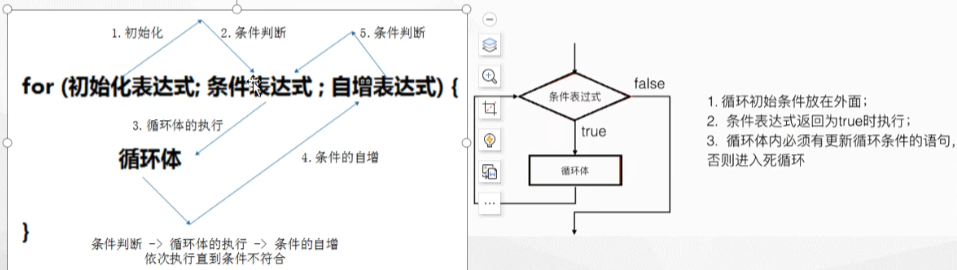 1.初始化
2.条件判断
5.条件判断
for (初始化表达式; 条件表达式 ; 自增表达式) {
3.循环体的执行
循环体
4.条件的自增
}
条件判断 -> 循环体的执行 -> 条件的自增
依次执行直到条件不符合
条件表过式
false
true
循环体
1. 循环初始条件放在外面；
2. 条件表达式返回为true时执行；
3. 循环体内必须有更新循环条件的语句，
否则进入死循环